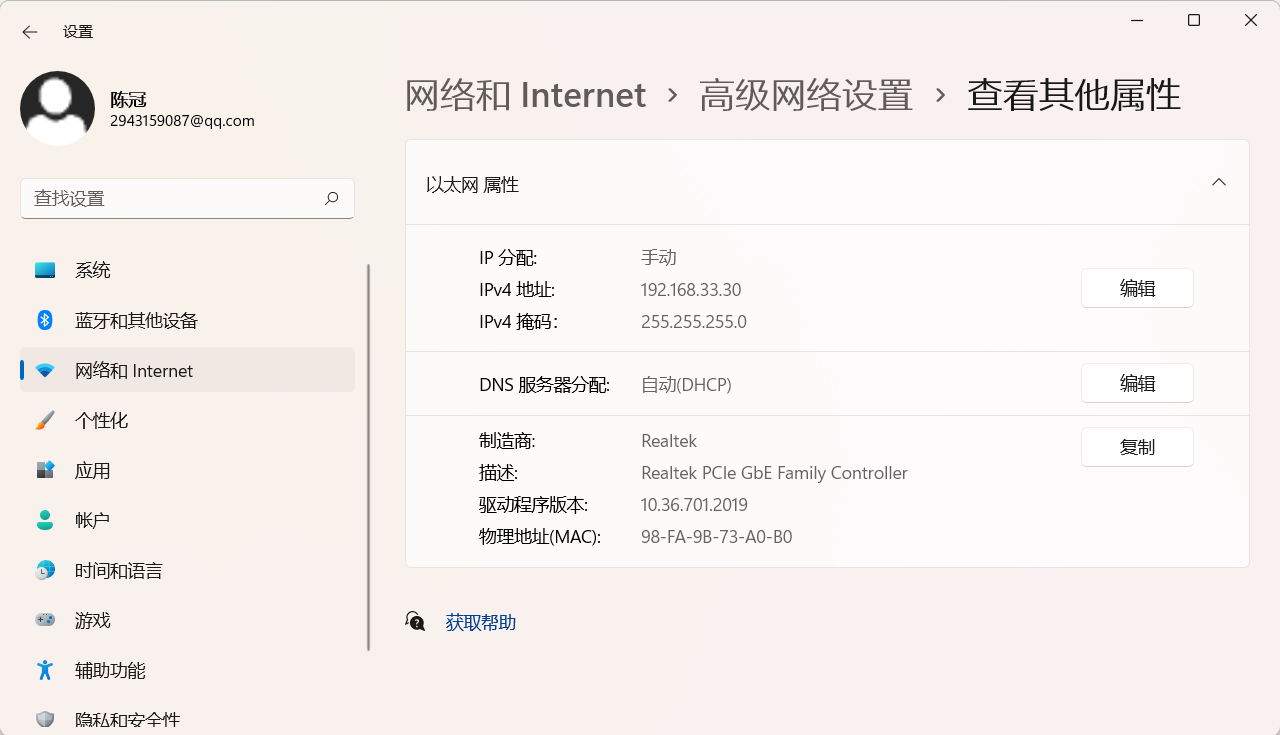 设置
陈冠
2943159087@qq.com
查找设置
系统
蓝牙和其他设备
网络和 Internet
个性化
应用
帐户
时间和语言
游戏
辅助功能
隐私和安全性
网络和 Internet › 高级网络设置 › 查看其他属性
以太网 属性
IP 分配: 手动
IPv4 地址: 192.168.33.30
IPv4 掩码: 255.255.255.0
编辑
DNS 服务器分配: 自动(DHCP)
编辑
制造商: Realtek
描述: Realtek PCIe GbE Family Controller
驱动程序版本: 10.36.701.2019
物理地址(MAC): 98-FA-9B-73-A0-B0
复制
获取帮助